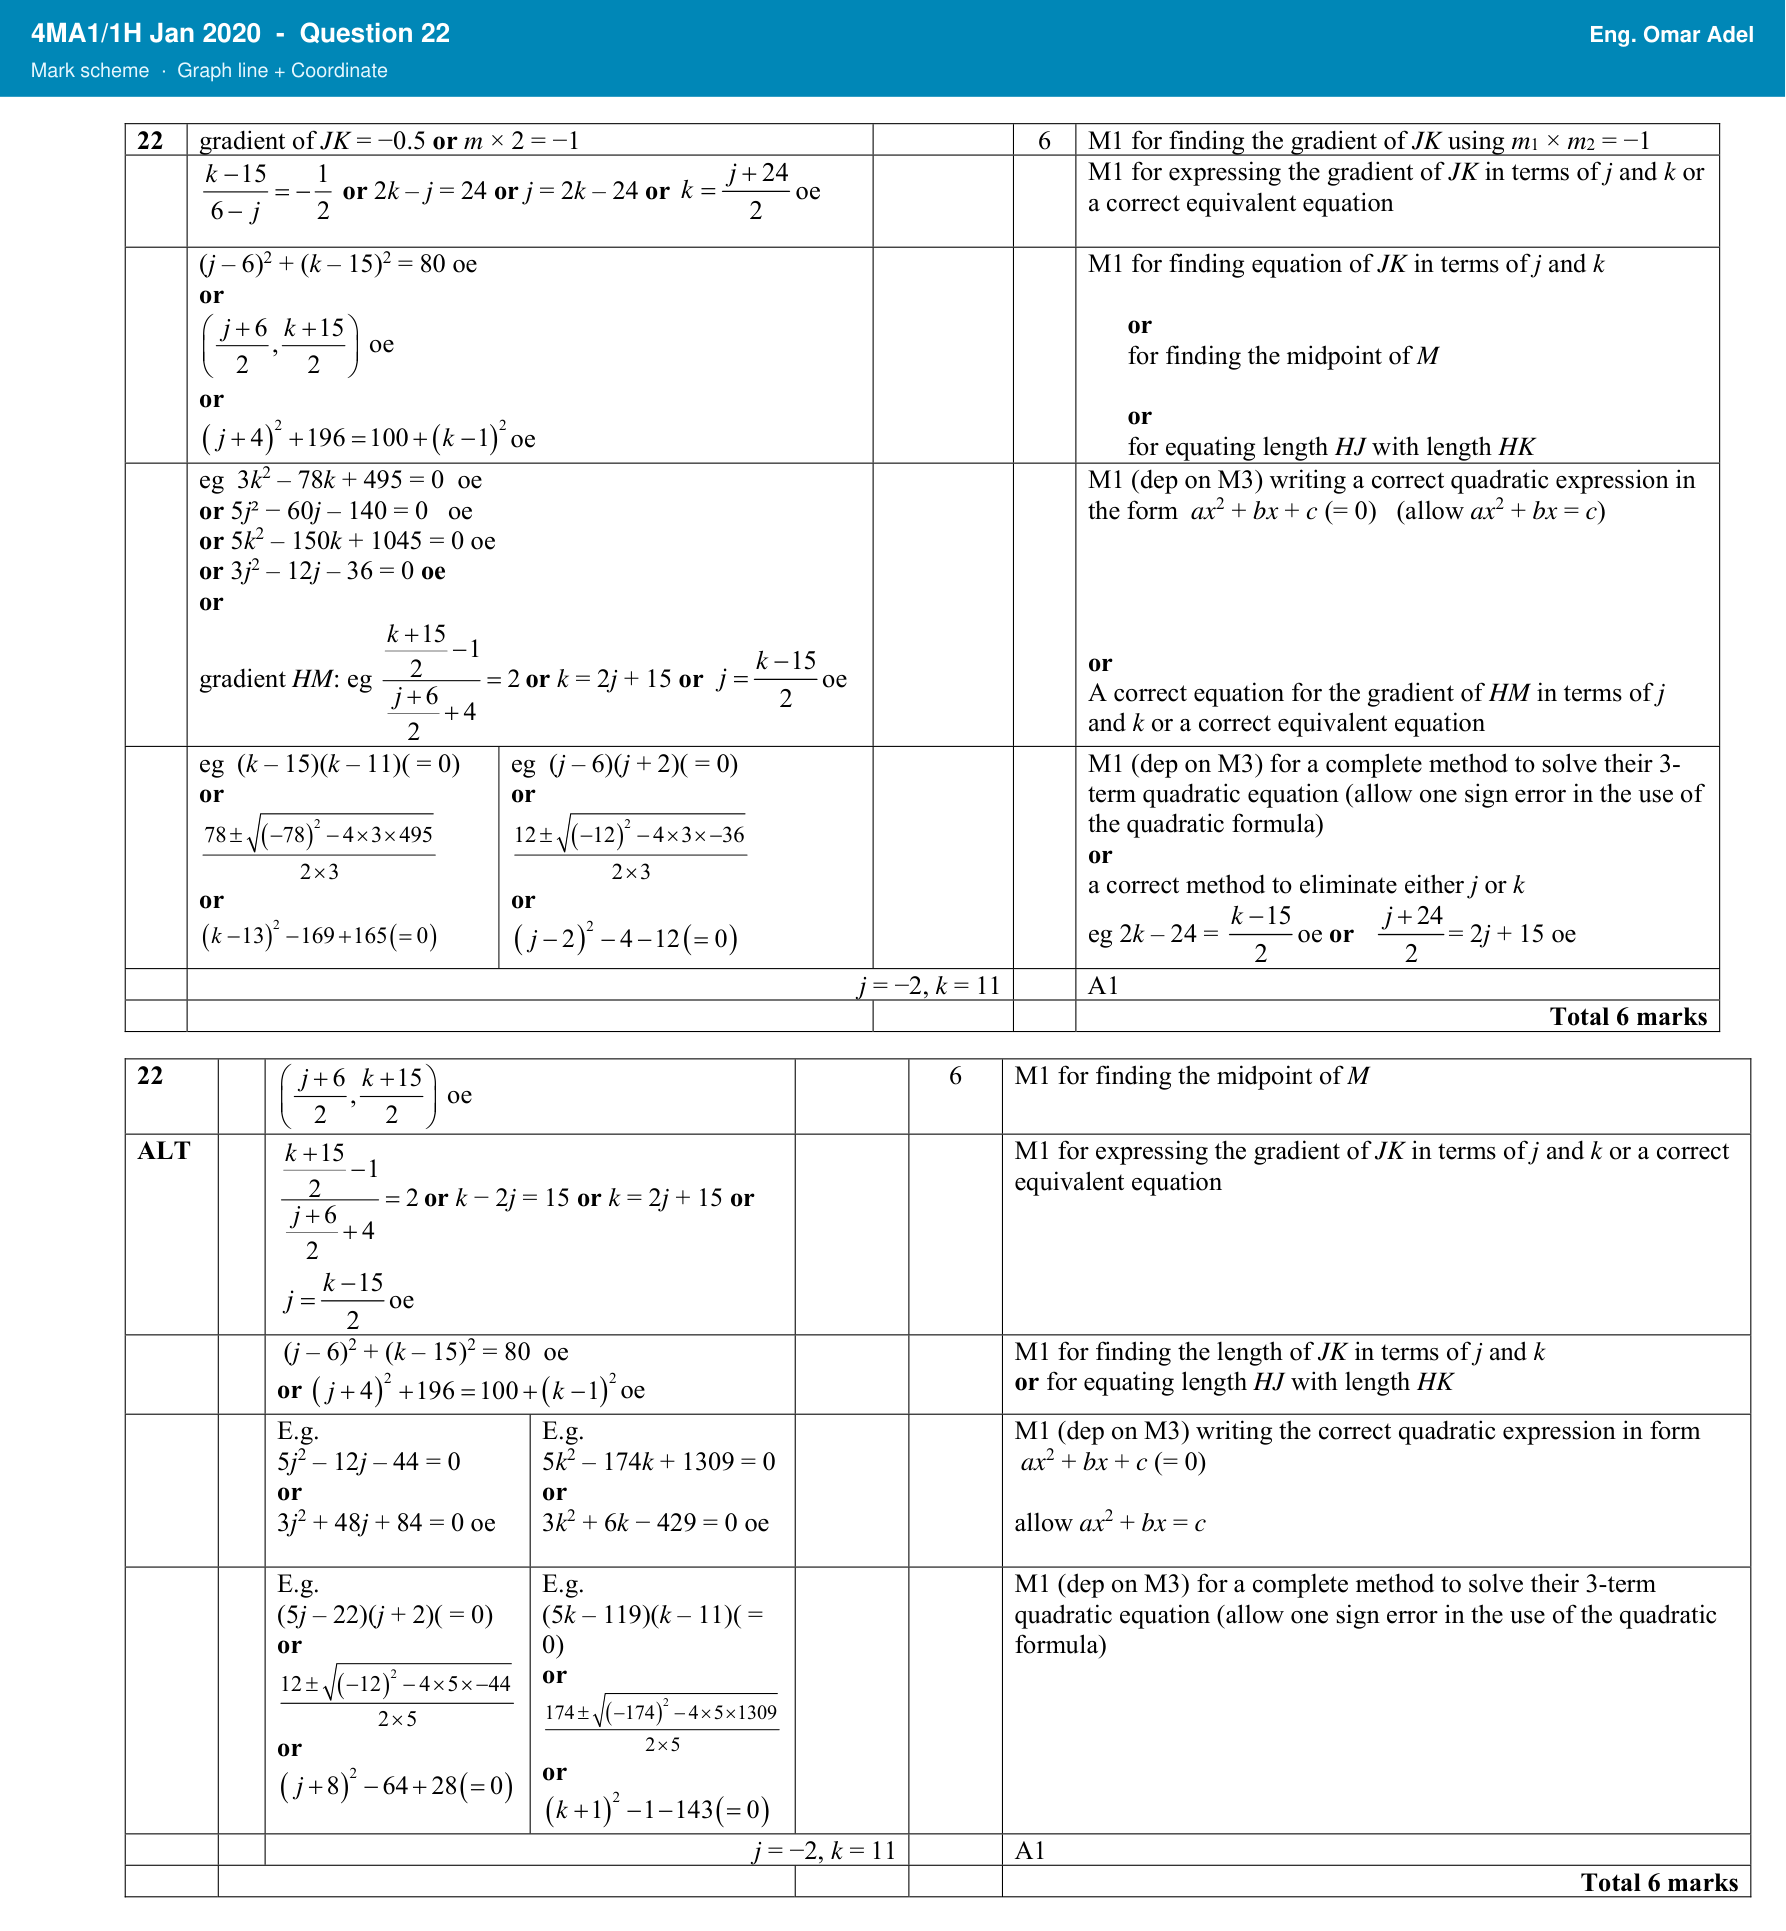 4MA1/1H Jan 2020 - Question 22
Eng. Omar Adel
Mark scheme · Graph line + Coordinate
22 gradient of JK = −0.5 or m × 2 = −1 6 M1 for finding the gradient of JK using m₁ × m₂ = −1
(k − 15)/(6 − j) = −1/2 or 2k – j = 24 or j = 2k – 24 or k = (j + 24)/2 oe
M1 for expressing the gradient of JK in terms of j and k or
a correct equivalent equation
(j – 6)² + (k – 15)² = 80 oe
or
((j + 6)/2, (k + 15)/2) oe
or
(j + 4)² + 196 = 100 + (k − 1)² oe
M1 for finding equation of JK in terms of j and k
or
for finding the midpoint of M
or
for equating length HJ with length HK
eg 3k² – 78k + 495 = 0 oe
or 5j² − 60j – 140 = 0 oe
or 5k² – 150k + 1045 = 0 oe
or 3j² – 12j – 36 = 0 oe
or
gradient HM: eg ((k + 15)/2 − 1)/((j + 6)/2 + 4) = 2 or k = 2j + 15 or j = (k − 15)/2 oe
M1 (dep on M3) writing a correct quadratic expression in
the form ax² + bx + c (= 0) (allow ax² + bx = c)
or
A correct equation for the gradient of HM in terms of j
and k or a correct equivalent equation
eg (k – 15)(k – 11)( = 0)
or
(78 ± √((−78)² − 4×3×495))/(2×3)
or
(k − 13)² − 169 + 165 (= 0)
eg (j – 6)(j + 2)( = 0)
or
(12 ± √((−12)² − 4×3×−36))/(2×3)
or
(j − 2)² − 4 − 12 (= 0)
M1 (dep on M3) for a complete method to solve their 3-
term quadratic equation (allow one sign error in the use of
the quadratic formula)
or
a correct method to eliminate either j or k
eg 2k – 24 = (k − 15)/2 oe or (j + 24)/2 = 2j + 15 oe
j = −2, k = 11 A1
Total 6 marks
22 ((j + 6)/2, (k + 15)/2) oe 6 M1 for finding the midpoint of M
ALT
((k + 15)/2 − 1)/((j + 6)/2 + 4) = 2 or k − 2j = 15 or k = 2j + 15 or
j = (k − 15)/2 oe
M1 for expressing the gradient of JK in terms of j and k or a correct
equivalent equation
(j – 6)² + (k – 15)² = 80 oe
or (j + 4)² + 196 = 100 + (k − 1)² oe
M1 for finding the length of JK in terms of j and k
or for equating length HJ with length HK
E.g.
5j² – 12j – 44 = 0
or
3j² + 48j + 84 = 0 oe
E.g.
5k² – 174k + 1309 = 0
or
3k² + 6k − 429 = 0 oe
M1 (dep on M3) writing the correct quadratic expression in form
ax² + bx + c (= 0)
allow ax² + bx = c
E.g.
(5j – 22)(j + 2)( = 0)
or
(12 ± √((−12)² − 4×5×−44))/(2×5)
or
(j + 8)² − 64 + 28 (= 0)
E.g.
(5k – 119)(k – 11)( =
0)
or
(174 ± √((−174)² − 4×5×1309))/(2×5)
or
(k + 1)² − 1 − 143 (= 0)
M1 (dep on M3) for a complete method to solve their 3-term
quadratic equation (allow one sign error in the use of the quadratic
formula)
j = −2, k = 11 A1
Total 6 marks